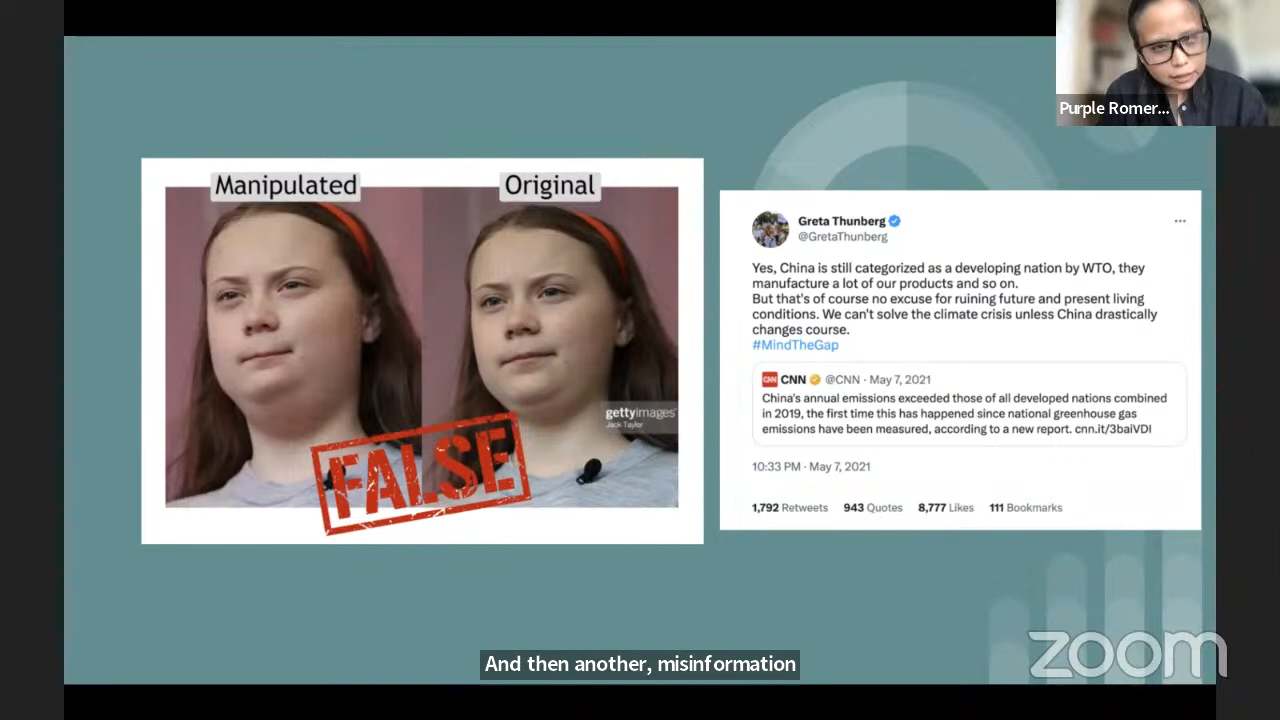 Purple Romer...
Manipulated
Original
gettyimages®
Jack Taylor
FALSE
Greta Thunberg
@GretaThunberg
Yes, China is still categorized as a developing nation by WTO, they
manufacture a lot of our products and so on.
But that's of course no excuse for ruining future and present living
conditions. We can't solve the climate crisis unless China drastically
changes course.
#MindTheGap
CNN
CNN @CNN · May 7, 2021
China's annual emissions exceeded those of all developed nations combined
in 2019, the first time this has happened since national greenhouse gas
emissions have been measured, according to a new report. cnn.it/3baiVDI
10:33 PM · May 7, 2021
1,792 Retweets 943 Quotes 8,777 Likes 111 Bookmarks
And then another, misinformation
zoom